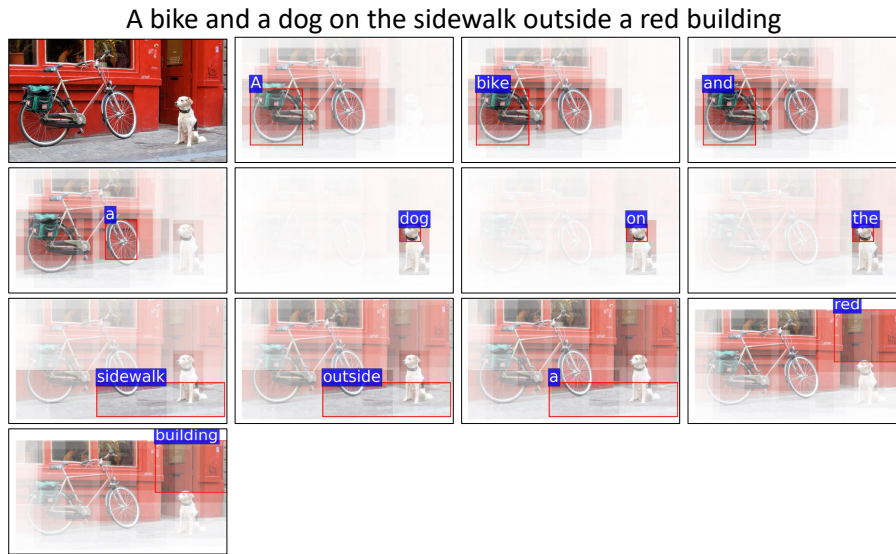 A bike and a dog on the sidewalk outside a red building
A
bike
and
a
dog
on
the
sidewalk
outside
a
red
building